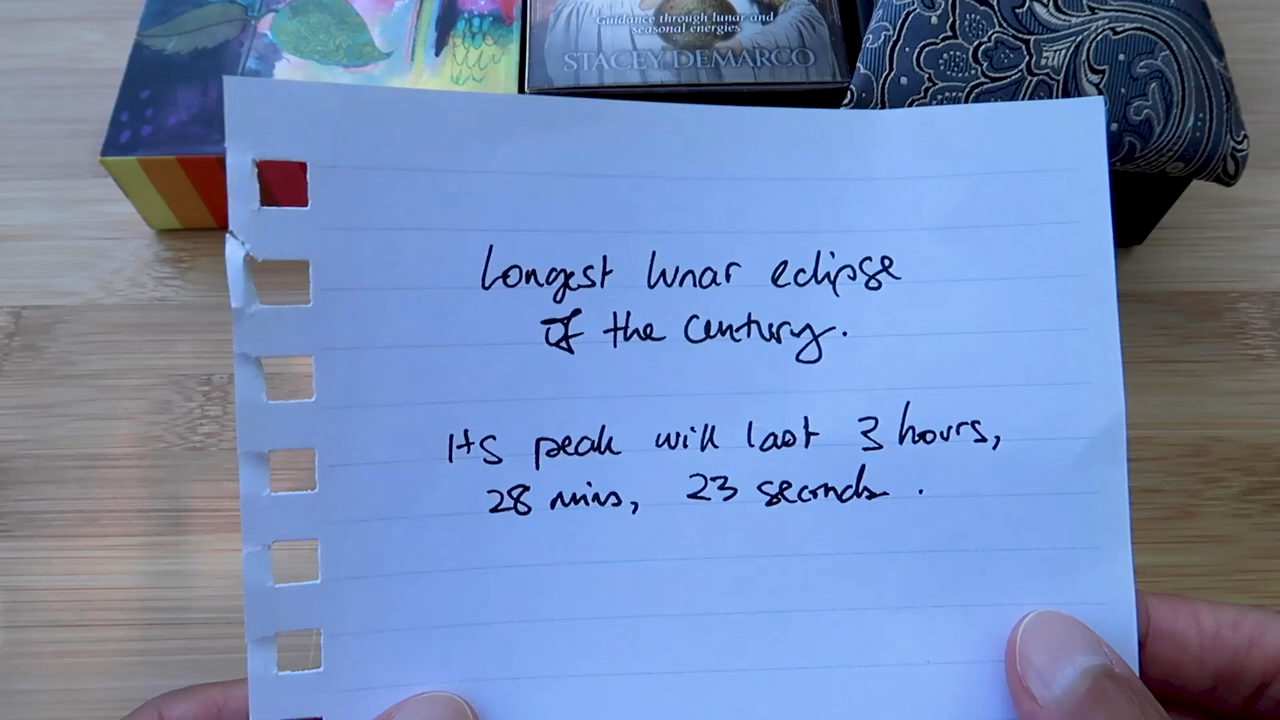 Guidance through lunar and
seasonal energies
STACEY DEMARCO
Longest lunar eclipse
of the century.
Its peak will last 3 hours,
28 mins, 23 seconds.